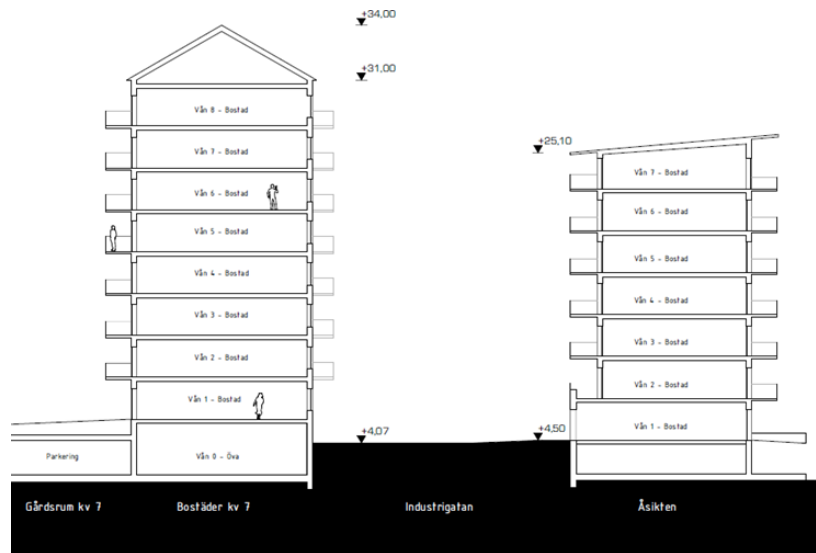 +34,00
+31,00
Vån 8 - Bostad
Vån 7 - Bostad
Vån 6 - Bostad
Vån 5 - Bostad
Vån 4 - Bostad
Vån 3 - Bostad
Vån 2 - Bostad
Vån 1 - Bostad
Parkering
Vån 0 - Öva
+4,07
+25,10
Vån 7 - Bostad
Vån 6 - Bostad
Vån 5 - Bostad
Vån 4 - Bostad
Vån 3 - Bostad
Vån 2 - Bostad
+4,50
Vån 1 - Bostad
Gårdsrum kv 7
Bostäder kv 7
Industrigatan
Åsikten